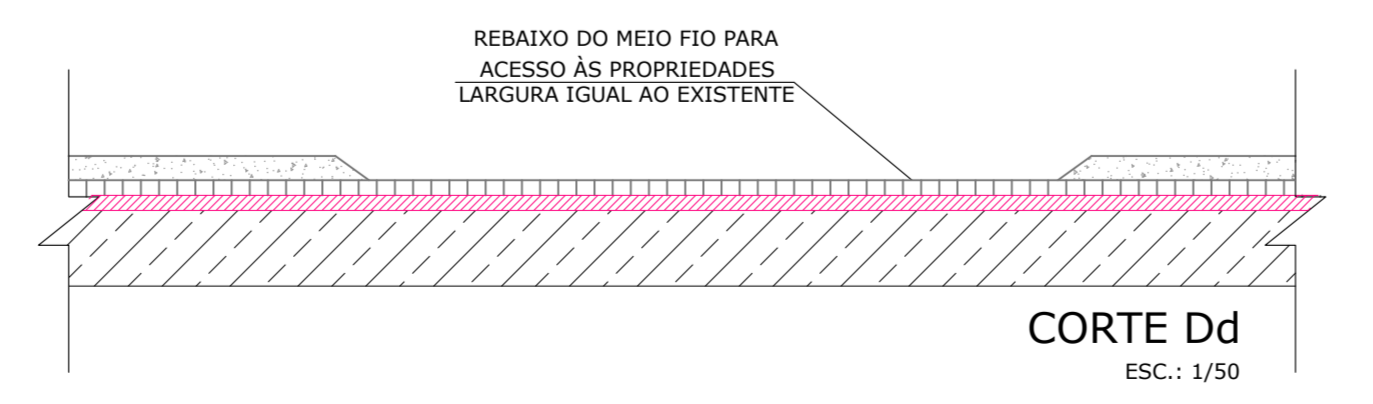 REBAIXO DO MEIO FIO PARA
ACESSO ÀS PROPRIEDADES
LARGURA IGUAL AO EXISTENTE
CORTE Dd
ESC.: 1/50